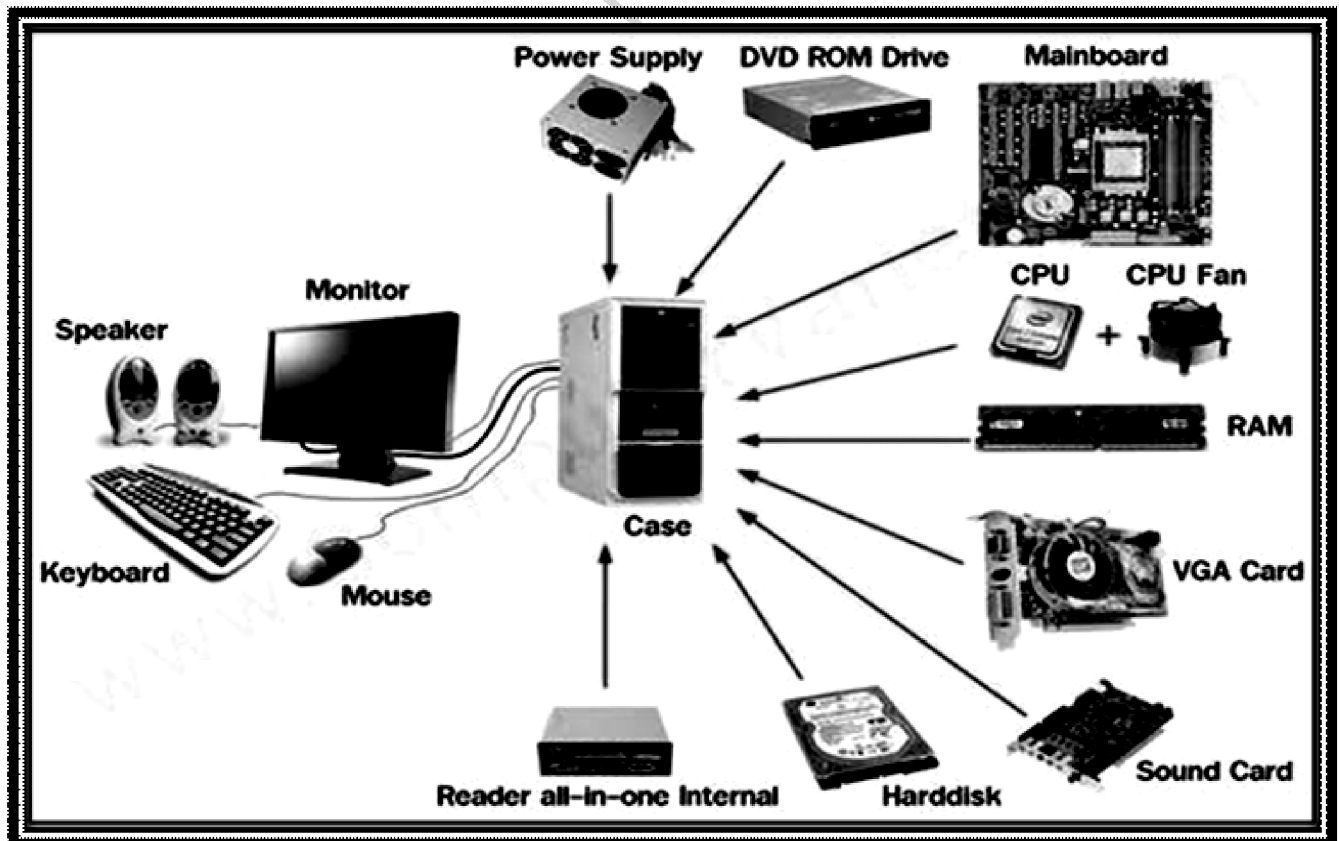 Power Supply
DVD ROM Drive
Mainboard
CPU
CPU Fan
+
Monitor
Speaker
RAM
Case
Keyboard
Mouse
VGA Card
Sound Card
Reader all-in-one Internal
Harddisk